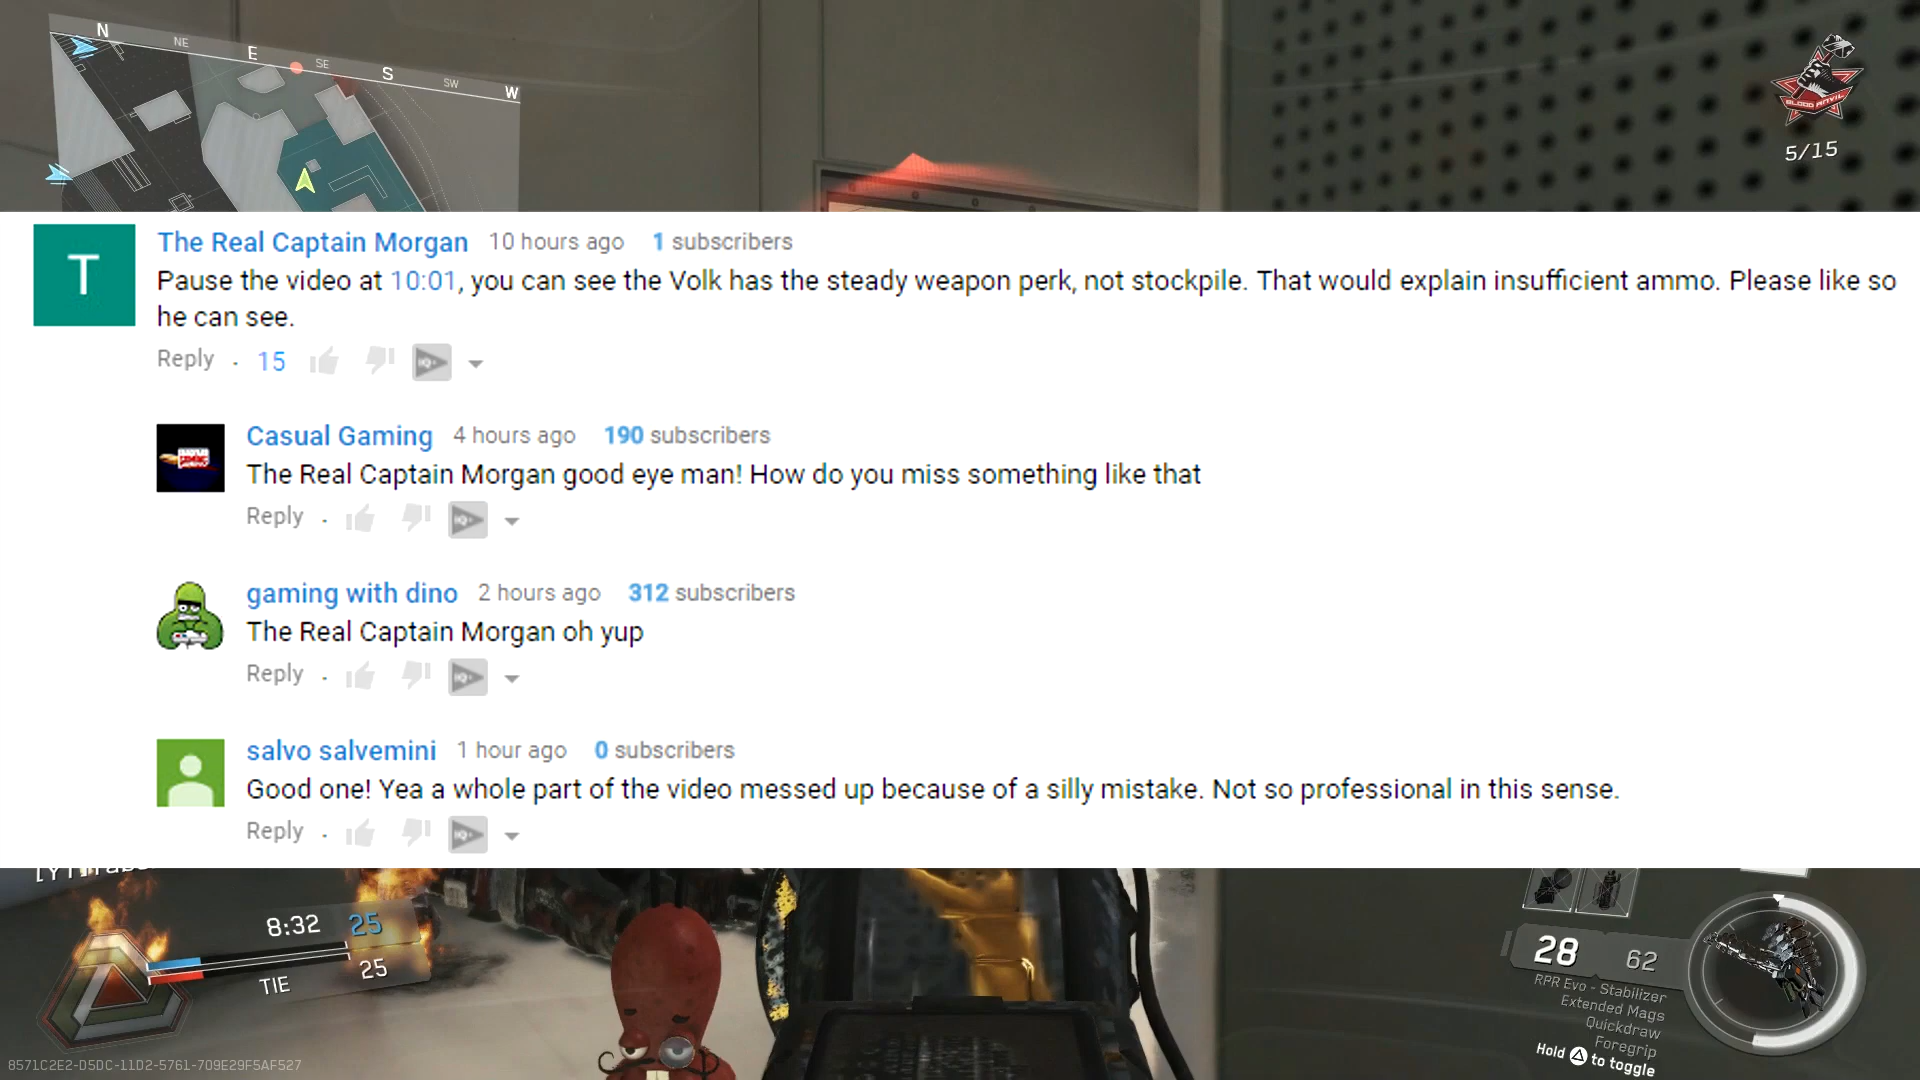 N NE E SE S SW W
BLOOD ANVIL
5/15
T
The Real Captain Morgan 10 hours ago 1 subscribers
Pause the video at 10:01, you can see the Volk has the steady weapon perk, not stockpile. That would explain insufficient ammo. Please like so
he can see.
Reply . 15
Casual Gaming 4 hours ago 190 subscribers
The Real Captain Morgan good eye man! How do you miss something like that
Reply .
gaming with dino 2 hours ago 312 subscribers
The Real Captain Morgan oh yup
Reply .
salvo salvemini 1 hour ago 0 subscribers
Good one! Yea a whole part of the video messed up because of a silly mistake. Not so professional in this sense.
Reply .
8:32 25
TIE 25
28 62
RPR Evo - Stabilizer
Extended Mags
Quickdraw
Foregrip
Hold to toggle
8571C2E2-D5DC-11D2-5761-709E29F5AF527